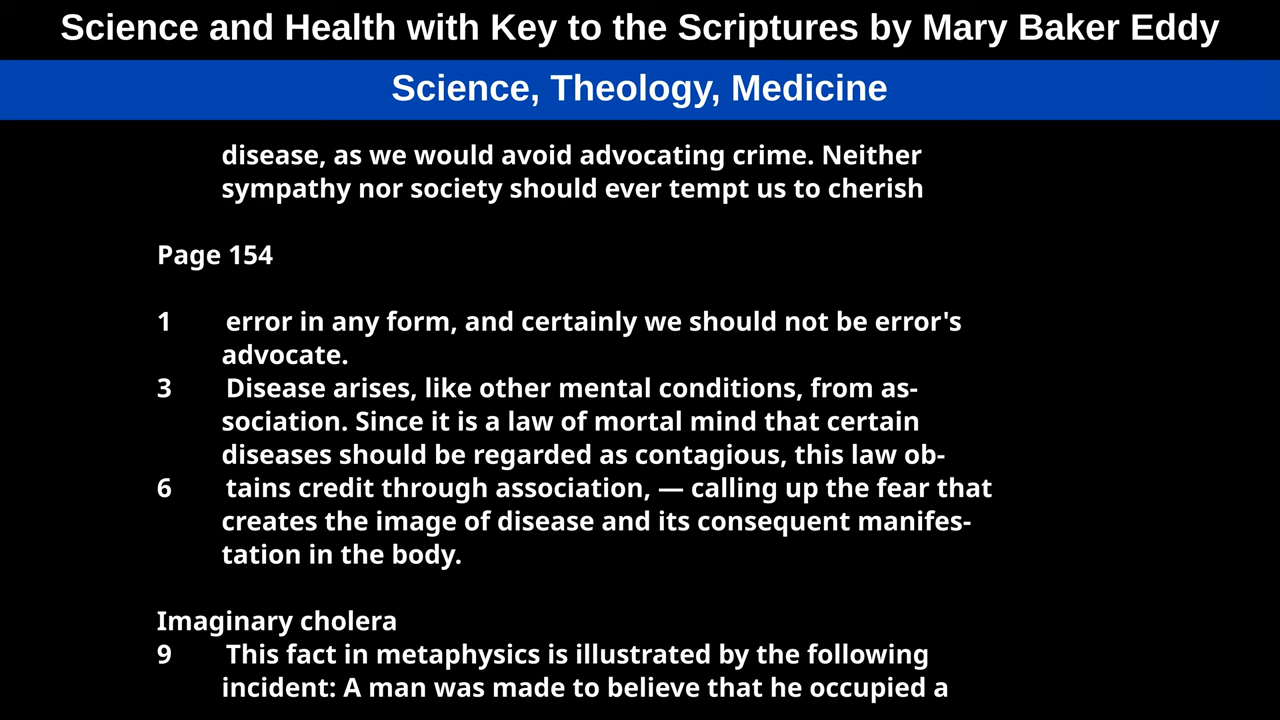 Science and Health with Key to the Scriptures by Mary Baker Eddy
Science, Theology, Medicine
disease, as we would avoid advocating crime. Neither
sympathy nor society should ever tempt us to cherish
Page 154
1 error in any form, and certainly we should not be error's
advocate.
3 Disease arises, like other mental conditions, from as-
sociation. Since it is a law of mortal mind that certain
diseases should be regarded as contagious, this law ob-
6 tains credit through association, — calling up the fear that
creates the image of disease and its consequent manifes-
tation in the body.
Imaginary cholera
9 This fact in metaphysics is illustrated by the following
incident: A man was made to believe that he occupied a